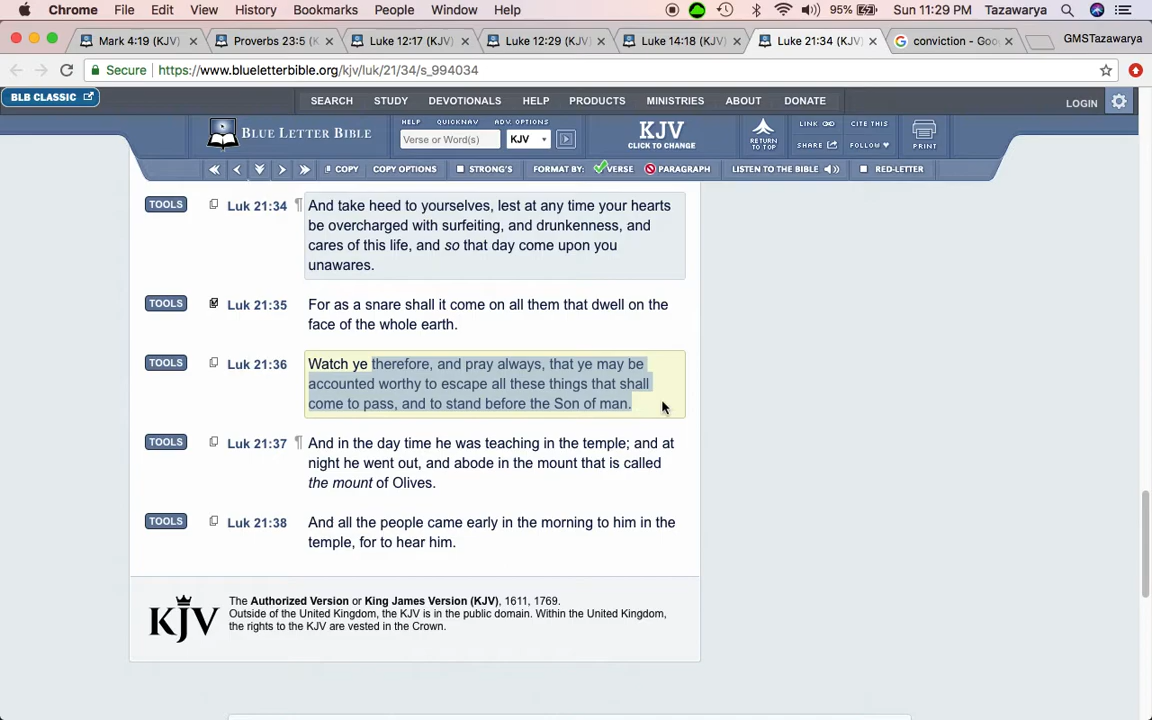 Chrome File Edit View History Bookmarks People Window Help 95% Sun 11:29 PM Tazawarya
Mark 4:19 (KJV) Proverbs 23:5 ( KJ Luke 12:17 (KJV) Luke 12:29 (KJV) Luke 14:18 (KJV) Luke 21:34 (KJV) conviction - Goo GMSTazawarya
Secure https://www.blueletterbible.org/kjv/luk/21/34/s_994034
BLB CLASSIC
SEARCH STUDY DEVOTIONALS HELP PRODUCTS MINISTRIES ABOUT DONATE LOGIN
HELP QUICKNAV ADV. OPTIONS
BLUE LETTER BIBLE Verse or Word(s) KJV
KJV
CLICK TO CHANGE
RETURN
TO TOP
LINK CITE THIS
SHARE FOLLOW
PRINT
COPY COPY OPTIONS STRONG'S FORMAT BY: VERSE PARAGRAPH LISTEN TO THE BIBLE RED-LETTER
TOOLS Luk 21:34 ¶ And take heed to yourselves, lest at any time your hearts
be overcharged with surfeiting, and drunkenness, and
cares of this life, and so that day come upon you
unawares.
TOOLS Luk 21:35 For as a snare shall it come on all them that dwell on the
face of the whole earth.
TOOLS Luk 21:36 Watch ye therefore, and pray always, that ye may be
accounted worthy to escape all these things that shall
come to pass, and to stand before the Son of man.
TOOLS Luk 21:37 ¶ And in the day time he was teaching in the temple; and at
night he went out, and abode in the mount that is called
the mount of Olives.
TOOLS Luk 21:38 And all the people came early in the morning to him in the
temple, for to hear him.
KJV
The Authorized Version or King James Version (KJV), 1611, 1769.
Outside of the United Kingdom, the KJV is in the public domain. Within the United Kingdom,
the rights to the KJV are vested in the Crown.